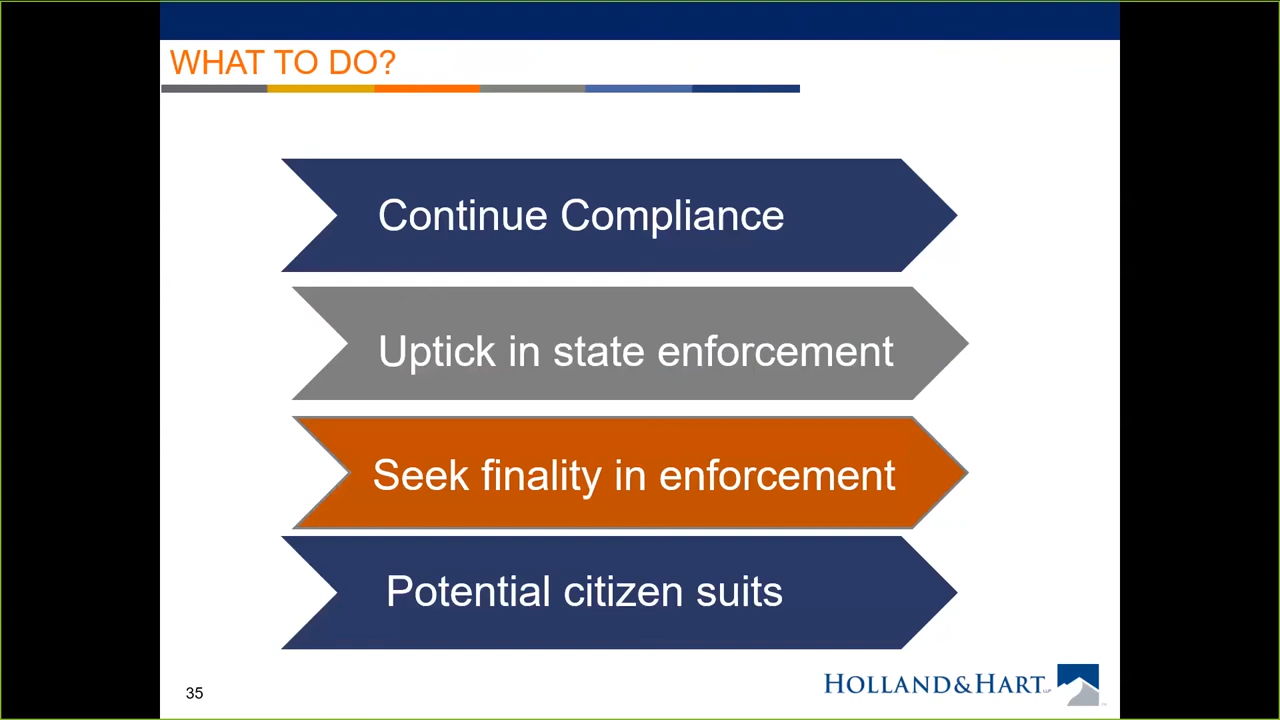 WHAT TO DO?
Continue Compliance
Uptick in state enforcement
Seek finality in enforcement
Potential citizen suits
35
HOLLAND & HART LLP